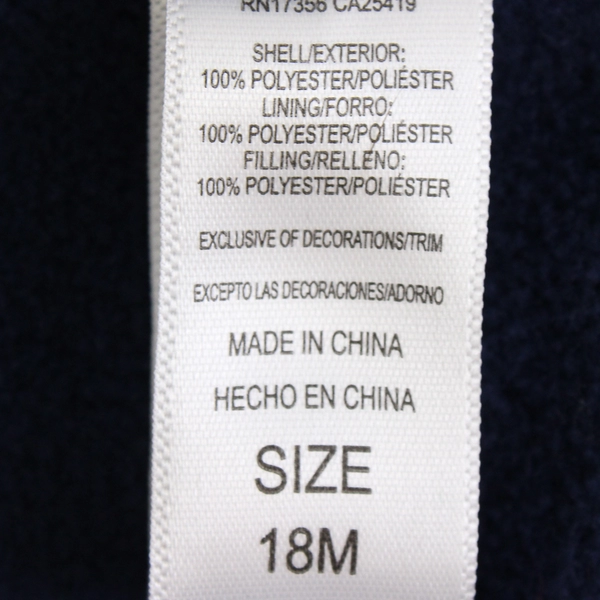 RN17356 CA25419
SHELL/EXTERIOR:
100% POLYESTER/POLIÉSTER
LINING/FORRO:
100% POLYESTER/POLIÉSTER
FILLING/RELLENO:
100% POLYESTER/POLIÉSTER
EXCLUSIVE OF DECORATIONS/TRIM
EXCEPTO LAS DECORACIONES/ADORNO
MADE IN CHINA
HECHO EN CHINA
SIZE
18M